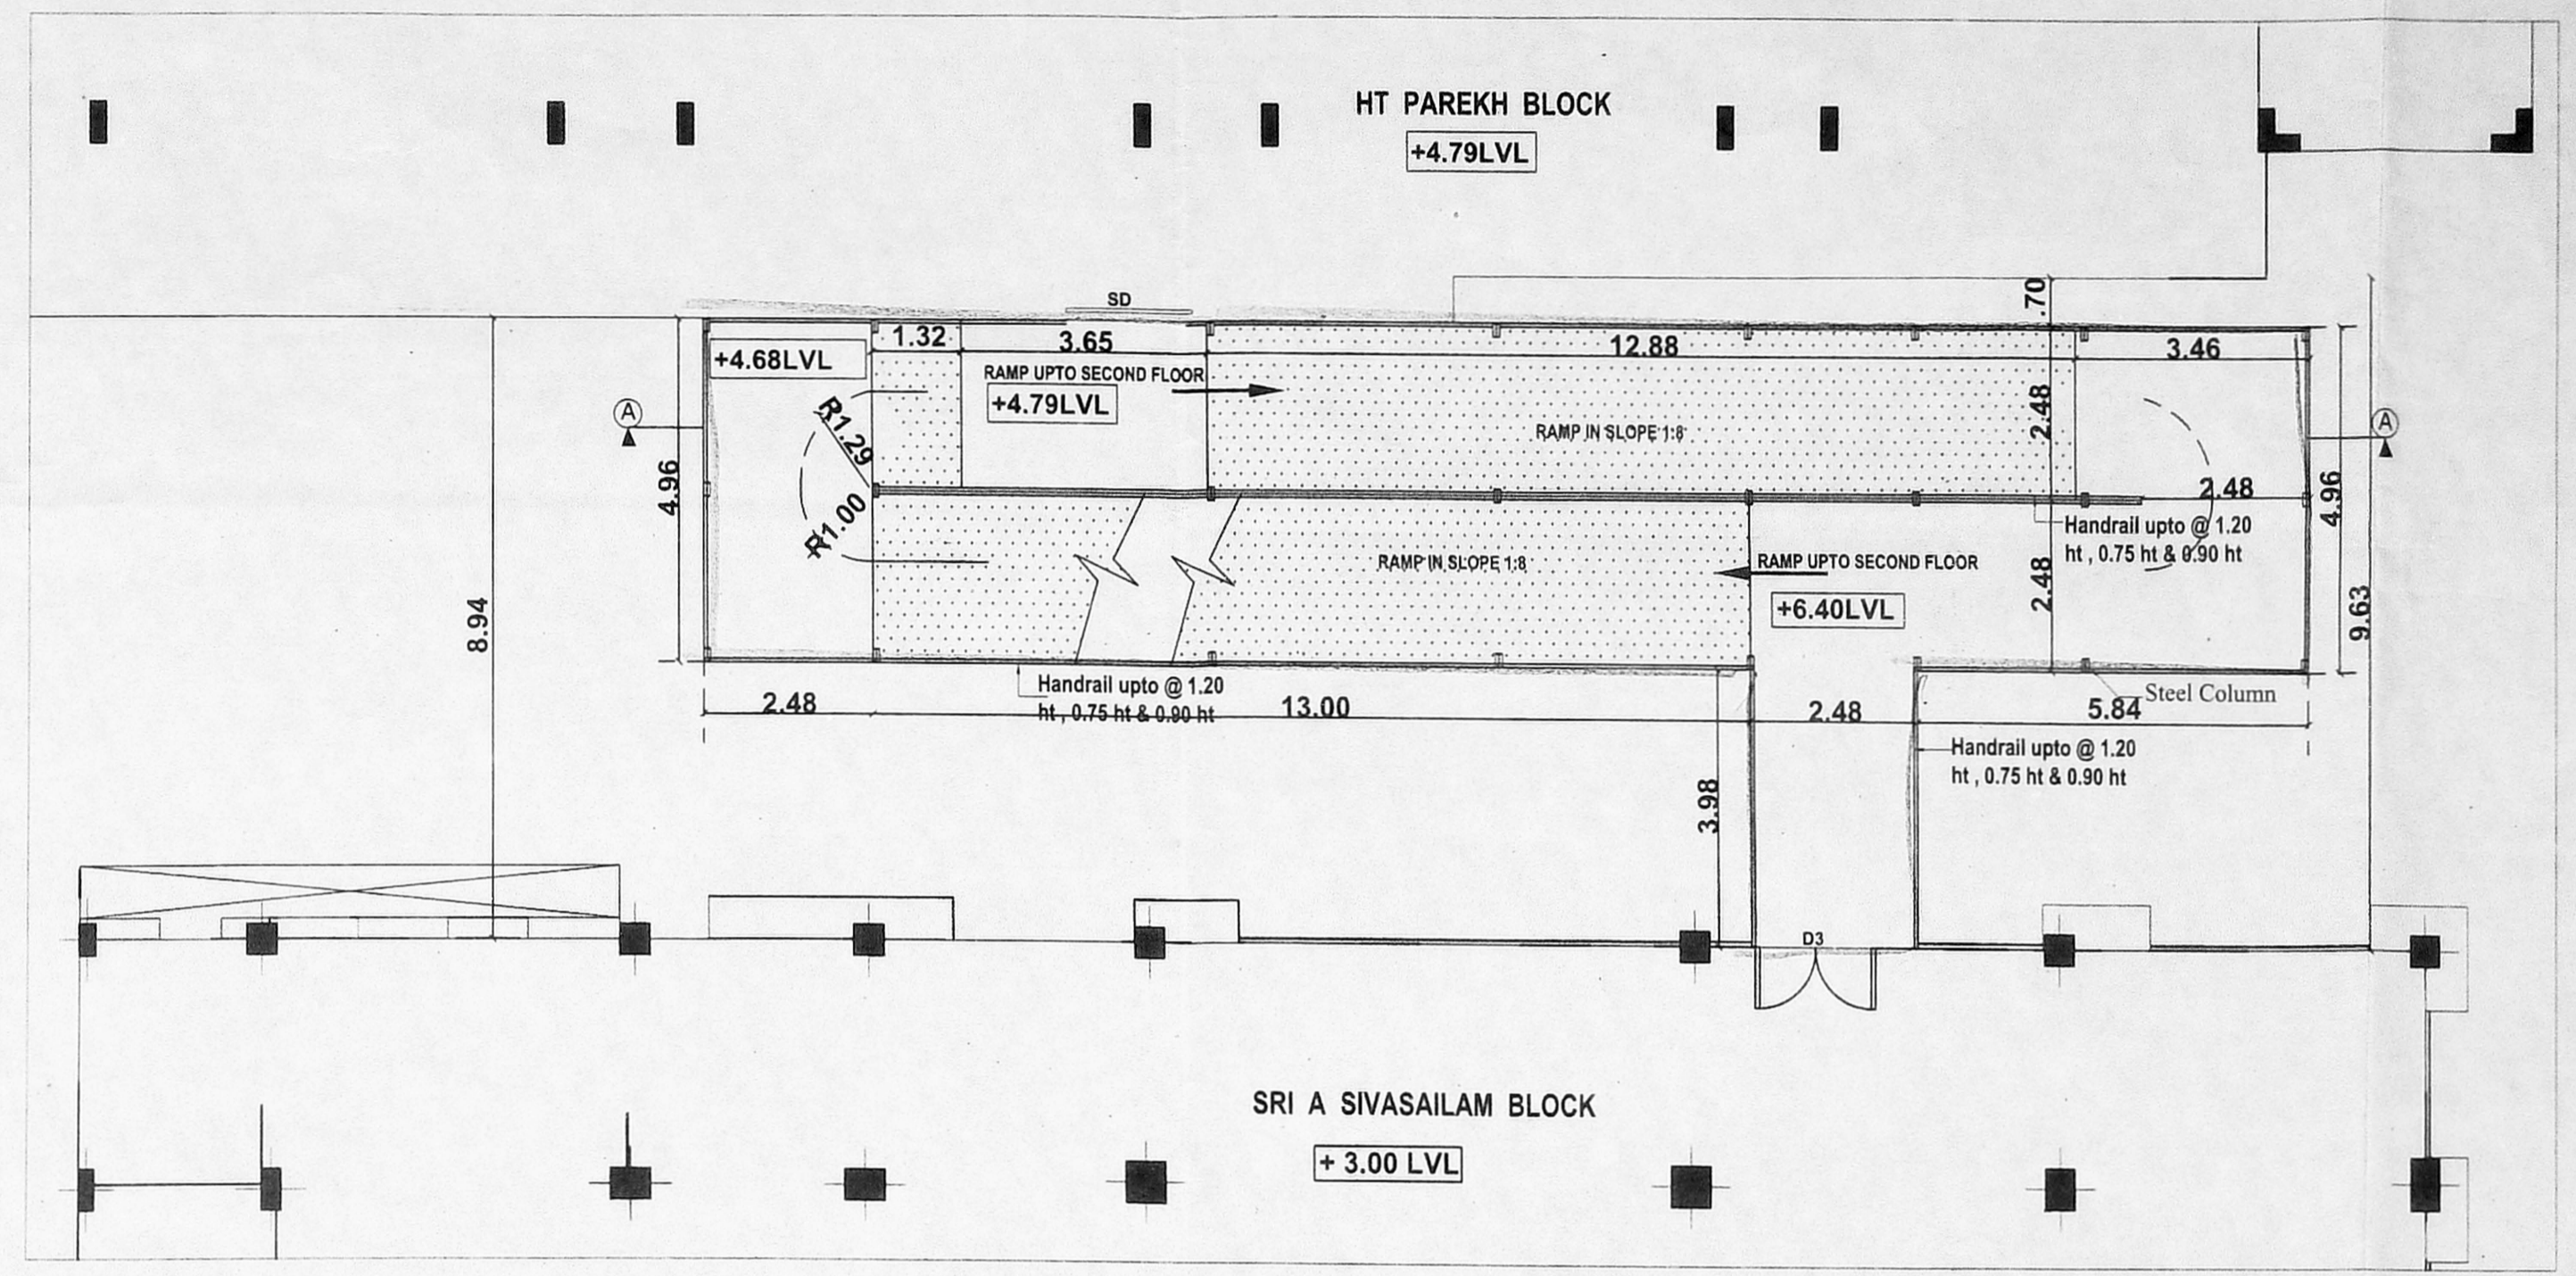 HT PAREKH BLOCK
+4.79LVL
.70
SD
1.32
3.65
12.88
3.46
+4.68LVL
RAMP UPTO SECOND FLOOR
+4.79LVL
A
R1.29
RAMP IN SLOPE 1:8
2.48
A
4.96
2.48
4.96
R1.00
Handrail upto @ 1.20
ht , 0.75 ht & 0.90 ht
RAMP IN SLOPE 1:8
RAMP UPTO SECOND FLOOR
+6.40LVL
2.48
8.94
9.63
Handrail upto @ 1.20
ht , 0.75 ht & 0.90 ht
Steel Column
2.48
13.00
2.48
5.84
Handrail upto @ 1.20
ht , 0.75 ht & 0.90 ht
3.98
D3
SRI A SIVASAILAM BLOCK
+ 3.00 LVL